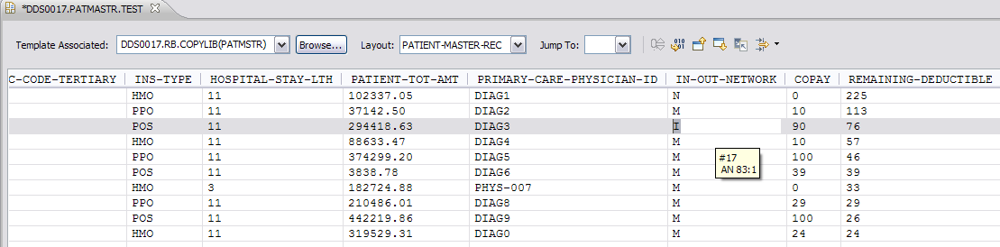 *DDS0017.PATMASTR.TEST
Template Associated: DDS0017.RB.COPYLIB(PATMSTR) Browse... Layout: PATIENT-MASTER-REC Jump To:
C-CODE-TERTIARY INS-TYPE HOSPITAL-STAY-LTH PATIENT-TOT-AMT PRIMARY-CARE-PHYSICIAN-ID IN-OUT-NETWORK COPAY REMAINING-DEDUCTIBLE
HMO 11 102337.05 DIAG1 N 0 225
PPO 11 37142.50 DIAG2 M 10 113
POS 11 294418.63 DIAG3 I 90 76
HMO 11 88633.47 DIAG4 M 10 57
PPO 11 374299.20 DIAG5 M 100 46
POS 11 3838.78 DIAG6 M 39 39
HMO 3 182724.88 PHYS-007 M 0 33
PPO 11 210486.01 DIAG8 M 29 29
POS 11 442219.86 DIAG9 M 100 26
HMO 11 319529.31 DIAG0 M 24 24
#17
AN 83:1